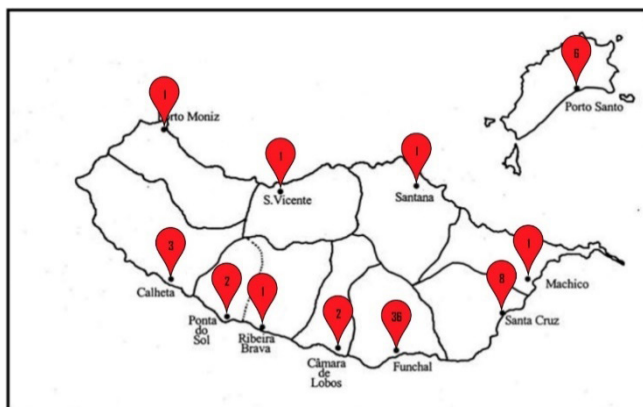 6
Porto Santo
1
Porto Moniz
1
S.Vicente
1
Santana
3
Calheta
2
Ponta
do
Sol
1
Ribeira
Brava
2
Câmara
de
Lobos
36
Funchal
8
Santa Cruz
1
Machico